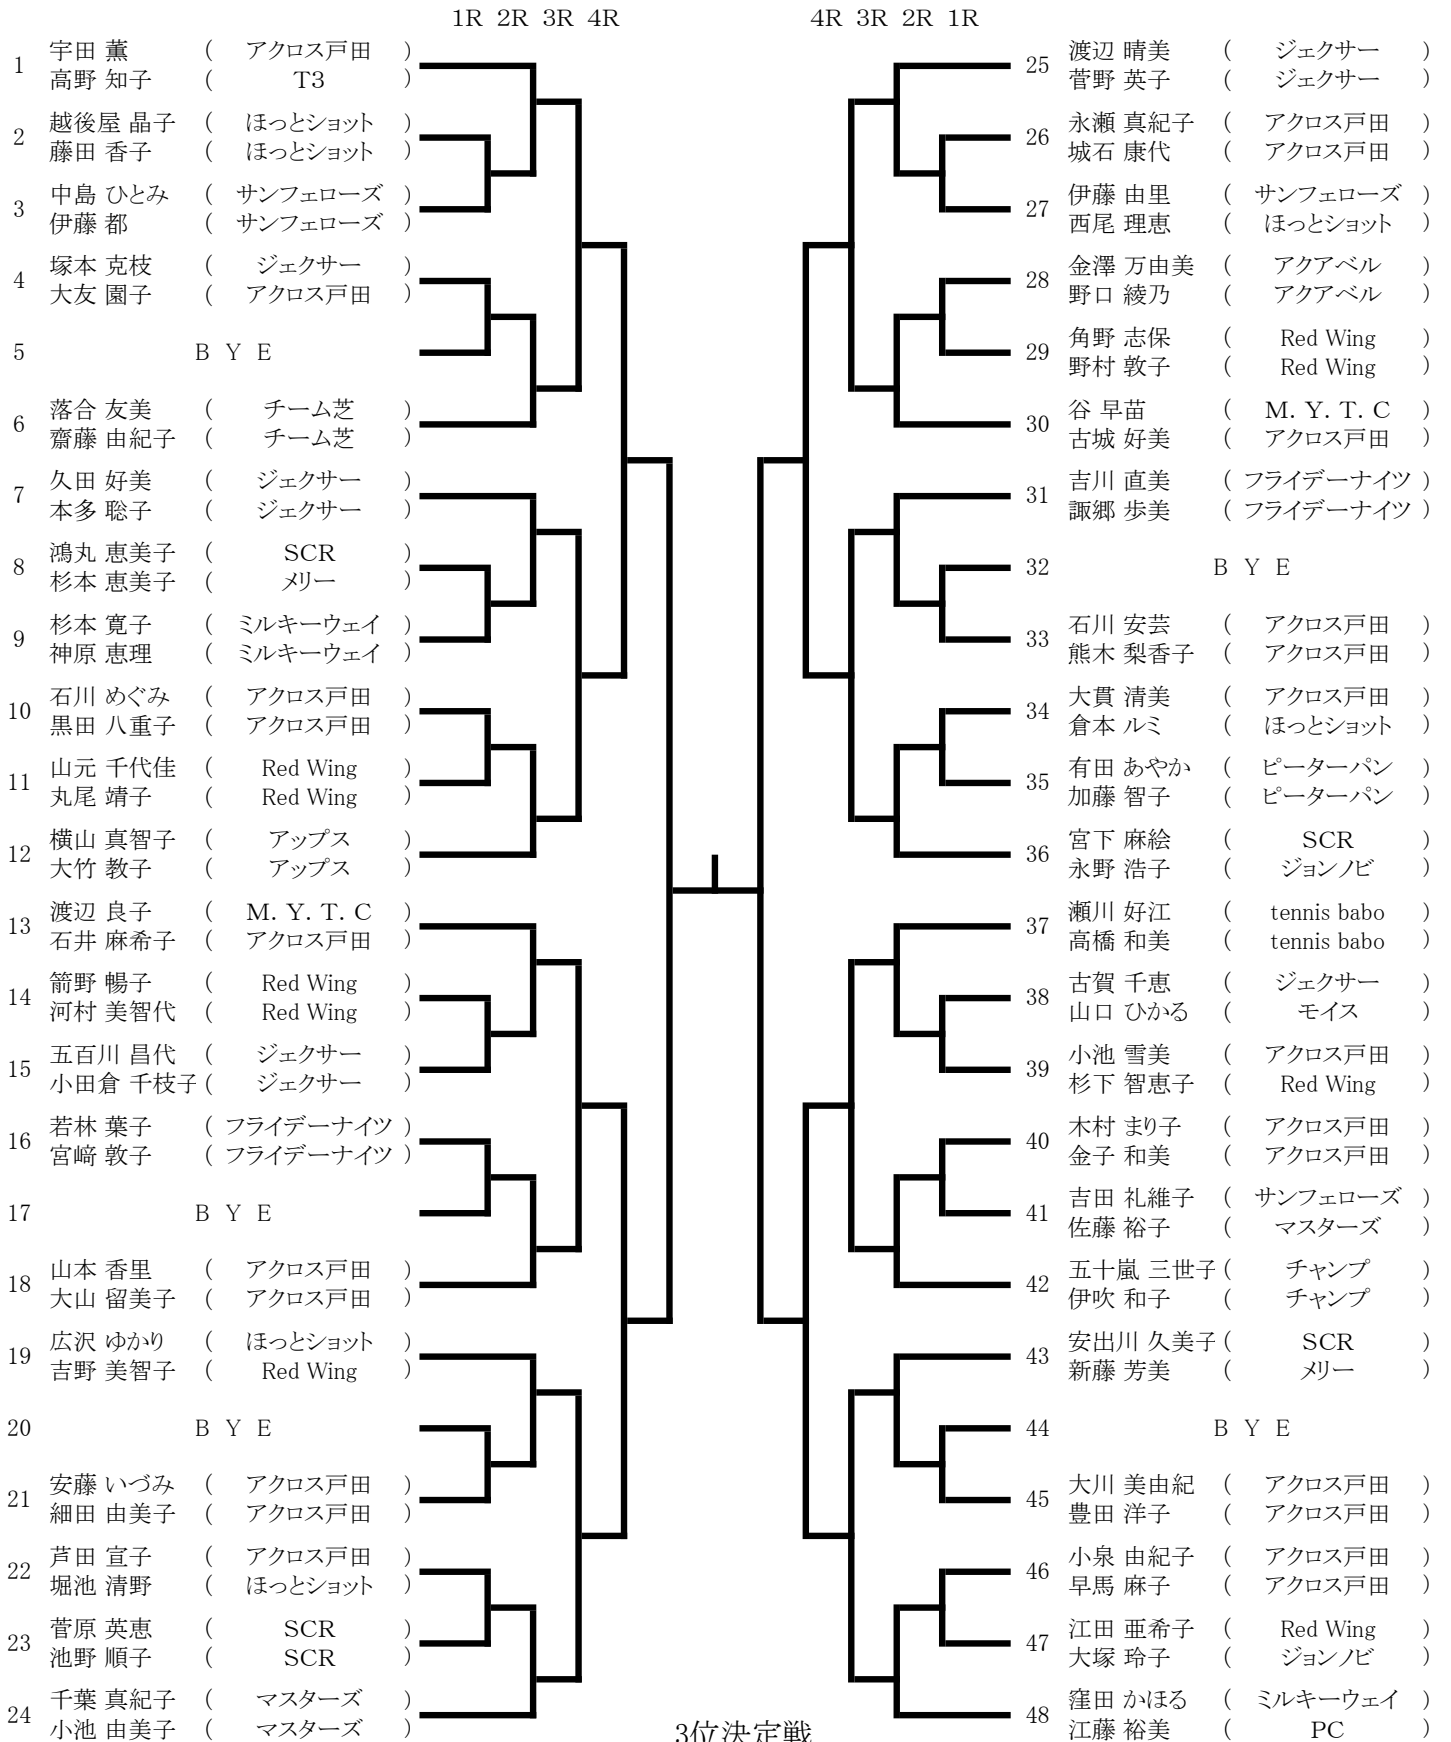 1R 2R 3R 4R
4R 3R 2R 1R
1
宇田 薫 ( アクロス戸田 )
高野 知子 ( T3 )
2
越後屋 晶子 ( ほっとショット )
藤田 香子 ( ほっとショット )
3
中島 ひとみ ( サンフェローズ )
伊藤 都 ( サンフェローズ )
4
塚本 克枝 ( ジェクサー )
大友 園子 ( アクロス戸田 )
5
B Y E
6
落合 友美 ( チーム芝 )
齋藤 由紀子 ( チーム芝 )
7
久田 好美 ( ジェクサー )
本多 聡子 ( ジェクサー )
8
鴻丸 恵美子 ( SCR )
杉本 恵美子 ( メリー )
9
杉本 寛子 ( ミルキーウェイ )
神原 恵理 ( ミルキーウェイ )
10
石川 めぐみ ( アクロス戸田 )
黒田 八重子 ( アクロス戸田 )
11
山元 千代佳 ( Red Wing )
丸尾 靖子 ( Red Wing )
12
横山 真智子 ( アップス )
大竹 教子 ( アップス )
13
渡辺 良子 ( M. Y. T. C )
石井 麻希子 ( アクロス戸田 )
14
箭野 暢子 ( Red Wing )
河村 美智代 ( Red Wing )
15
五百川 昌代 ( ジェクサー )
小田倉 千枝子 ( ジェクサー )
16
若林 葉子 ( フライデーナイツ )
宮﨑 敦子 ( フライデーナイツ )
17
B Y E
18
山本 香里 ( アクロス戸田 )
大山 留美子 ( アクロス戸田 )
19
広沢 ゆかり ( ほっとショット )
吉野 美智子 ( Red Wing )
20
B Y E
21
安藤 いづみ ( アクロス戸田 )
細田 由美子 ( アクロス戸田 )
22
芦田 宣子 ( アクロス戸田 )
堀池 清野 ( ほっとショット )
23
菅原 英恵 ( SCR )
池野 順子 ( SCR )
24
千葉 真紀子 ( マスターズ )
小池 由美子 ( マスターズ )
25
渡辺 晴美 ( ジェクサー )
菅野 英子 ( ジェクサー )
26
永瀬 真紀子 ( アクロス戸田 )
城石 康代 ( アクロス戸田 )
27
伊藤 由里 ( サンフェローズ )
西尾 理恵 ( ほっとショット )
28
金澤 万由美 ( アクアベル )
野口 綾乃 ( アクアベル )
29
角野 志保 ( Red Wing )
野村 敦子 ( Red Wing )
30
谷 早苗 ( M. Y. T. C )
古城 好美 ( アクロス戸田 )
31
吉川 直美 ( フライデーナイツ )
諏郷 歩美 ( フライデーナイツ )
32
B Y E
33
石川 安芸 ( アクロス戸田 )
熊木 梨香子 ( アクロス戸田 )
34
大貫 清美 ( アクロス戸田 )
倉本 ルミ ( ほっとショット )
35
有田 あやか ( ピーターパン )
加藤 智子 ( ピーターパン )
36
宮下 麻絵 ( SCR )
永野 浩子 ( ジョンノビ )
37
瀬川 好江 ( tennis babo )
高橋 和美 ( tennis babo )
38
古賀 千恵 ( ジェクサー )
山口 ひかる ( モイス )
39
小池 雪美 ( アクロス戸田 )
杉下 智恵子 ( Red Wing )
40
木村 まり子 ( アクロス戸田 )
金子 和美 ( アクロス戸田 )
41
吉田 礼維子 ( サンフェローズ )
佐藤 裕子 ( マスターズ )
42
五十嵐 三世子 ( チャンプ )
伊吹 和子 ( チャンプ )
43
安出川 久美子 ( SCR )
新藤 芳美 ( メリー )
44
B Y E
45
大川 美由紀 ( アクロス戸田 )
豊田 洋子 ( アクロス戸田 )
46
小泉 由紀子 ( アクロス戸田 )
早馬 麻子 ( アクロス戸田 )
47
江田 亜希子 ( Red Wing )
大塚 玲子 ( ジョンノビ )
48
窪田 かほる ( ミルキーウェイ )
江藤 裕美 ( PC )
3位決定戦